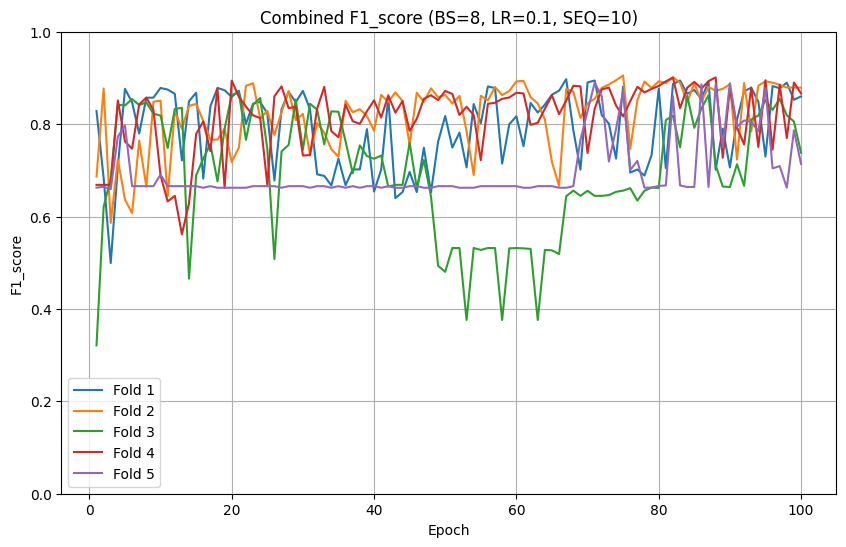 Combined F1_score (BS=8, LR=0.1, SEQ=10)
1.0
0.8
0.6
0.4
0.2
0.0
F1_score
Fold 1
Fold 2
Fold 3
Fold 4
Fold 5
0 20 40 60 80 100
Epoch